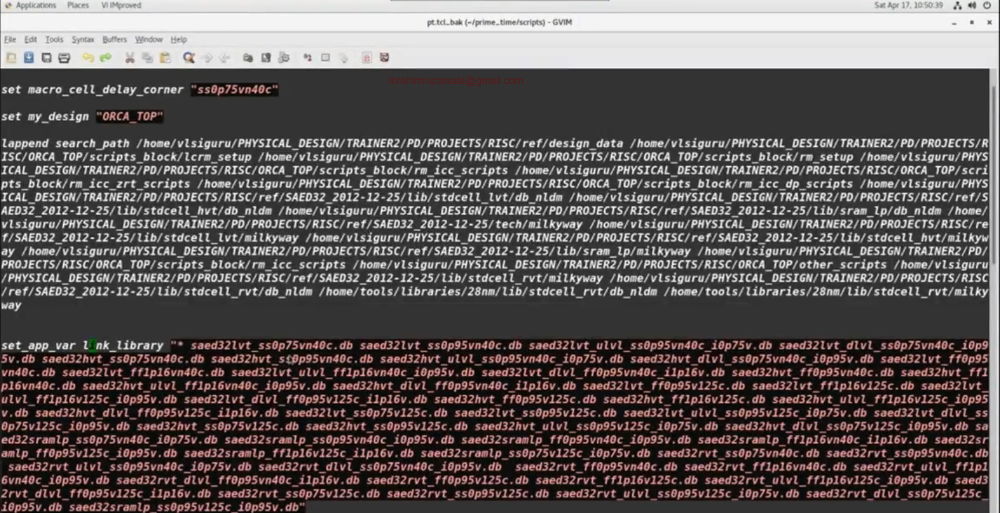 Applications Places Vi IMproved Sat Apr 17, 10:50:39
pt.tcl_bak (~/prime_time/scripts) - GVIM
File Edit Tools Syntax Buffers Window Help
ibrahimrupawala@gmail.com
set macro_cell_delay_corner "ss0p75vn40c"
set my_design "ORCA_TOP"
lappend search_path /home/vlsiguru/PHYSICAL_DESIGN/TRAINER2/PD/PROJECTS/RISC/ref/design_data /home/vlsiguru/PHYSICAL_DESIGN/TRAINER2/PD/PROJECTS/R
ISC/ORCA_TOP/scripts_block/lcrm_setup /home/vlsiguru/PHYSICAL_DESIGN/TRAINER2/PD/PROJECTS/RISC/ORCA_TOP/scripts_block/rm_setup /home/vlsiguru/PHYS
ICAL_DESIGN/TRAINER2/PD/PROJECTS/RISC/ORCA_TOP/scripts_block/rm_icc_scripts /home/vlsiguru/PHYSICAL_DESIGN/TRAINER2/PD/PROJECTS/RISC/ORCA_TOP/scri
pts_block/rm_icc_zrt_scripts /home/vlsiguru/PHYSICAL_DESIGN/TRAINER2/PD/PROJECTS/RISC/ORCA_TOP/scripts_block/rm_icc_dp_scripts /home/vlsiguru/PHYS
ICAL_DESIGN/TRAINER2/PD/PROJECTS/RISC/ref/SAED32_2012-12-25/lib/stdcell_lvt/db_nldm /home/vlsiguru/PHYSICAL_DESIGN/TRAINER2/PD/PROJECTS/RISC/ref/S
AED32_2012-12-25/lib/stdcell_hvt/db_nldm /home/vlsiguru/PHYSICAL_DESIGN/TRAINER2/PD/PROJECTS/RISC/ref/SAED32_2012-12-25/lib/sram_lp/db_nldm /home/
vlsiguru/PHYSICAL_DESIGN/TRAINER2/PD/PROJECTS/RISC/ref/SAED32_2012-12-25/tech/milkyway /home/vlsiguru/PHYSICAL_DESIGN/TRAINER2/PD/PROJECTS/RISC/re
f/SAED32_2012-12-25/lib/stdcell_lvt/milkyway /home/vlsiguru/PHYSICAL_DESIGN/TRAINER2/PD/PROJECTS/RISC/ref/SAED32_2012-12-25/lib/stdcell_hvt/milkyw
ay /home/vlsiguru/PHYSICAL_DESIGN/TRAINER2/PD/PROJECTS/RISC/ref/SAED32_2012-12-25/lib/sram_lp/milkyway /home/vlsiguru/PHYSICAL_DESIGN/TRAINER2/PD/
PROJECTS/RISC/ORCA_TOP/scripts_block/rm_icc_scripts /home/vlsiguru/PHYSICAL_DESIGN/TRAINER2/PD/PROJECTS/RISC/ORCA_TOP/other_scripts /home/vlsiguru
/PHYSICAL_DESIGN/TRAINER2/PD/PROJECTS/RISC/ref/SAED32_2012-12-25/lib/stdcell_rvt/milkyway /home/vlsiguru/PHYSICAL_DESIGN/TRAINER2/PD/PROJECTS/RISC
/ref/SAED32_2012-12-25/lib/stdcell_rvt/db_nldm /home/tools/libraries/28nm/lib/stdcell_rvt/db_nldm /home/tools/libraries/28nm/lib/stdcell_rvt/milky
way
set_app_var link_library "* saed32lvt_ss0p75vn40c.db saed32lvt_ss0p95vn40c.db saed32lvt_ulvl_ss0p95vn40c_i0p75v.db saed32lvt_dlvl_ss0p75vn40c_i0p9
5v.db saed32hvt_ss0p75vn40c.db saed32hvt_ss0p95vn40c.db saed32hvt_ulvl_ss0p95vn40c_i0p75v.db saed32hvt_dlvl_ss0p75vn40c_i0p95v.db saed32lvt_ff0p95
vn40c.db saed32lvt_ff1p16vn40c.db saed32lvt_ulvl_ff1p16vn40c_i0p95v.db saed32lvt_dlvl_ff0p95vn40c_i1p16v.db saed32hvt_ff0p95vn40c.db saed32hvt_ff1
p16vn40c.db saed32hvt_ulvl_ff1p16vn40c_i0p95v.db saed32hvt_dlvl_ff0p95vn40c_i1p16v.db saed32lvt_ff0p95v125c.db saed32lvt_ff1p16v125c.db saed32lvt_
ulvl_ff1p16v125c_i0p95v.db saed32lvt_dlvl_ff0p95v125c_i1p16v.db saed32hvt_ff0p95v125c.db saed32hvt_ff1p16v125c.db saed32hvt_ulvl_ff1p16v125c_i0p95
v.db saed32hvt_dlvl_ff0p95v125c_i1p16v.db saed32lvt_ss0p75v125c.db saed32lvt_ss0p95v125c.db saed32lvt_ulvl_ss0p95v125c_i0p75v.db saed32lvt_dlvl_ss
0p75v125c_i0p95v.db saed32hvt_ss0p75v125c.db saed32hvt_ss0p95v125c.db saed32hvt_ulvl_ss0p95v125c_i0p75v.db saed32hvt_dlvl_ss0p75v125c_i0p95v.db sa
ed32sramlp_ss0p75vn40c_i0p75v.db saed32sramlp_ss0p95vn40c_i0p95v.db saed32sramlp_ff0p95vn40c_i0p95v.db saed32sramlp_ff1p16vn40c_i1p16v.db saed32sr
amlp_ff0p95v125c_i0p95v.db saed32sramlp_ff1p16v125c_i1p16v.db saed32sramlp_ss0p75v125c_i0p75v.db saed32rvt_ss0p75vn40c.db saed32rvt_ss0p95vn40c.db
saed32rvt_ulvl_ss0p95vn40c_i0p75v.db saed32rvt_dlvl_ss0p75vn40c_i0p95v.db saed32rvt_ff0p95vn40c.db saed32rvt_ff1p16vn40c.db saed32rvt_ulvl_ff1p1
6vn40c_i0p95v.db saed32rvt_dlvl_ff0p95vn40c_i1p16v.db saed32rvt_ff0p95v125c.db saed32rvt_ff1p16v125c.db saed32rvt_ulvl_ff1p16v125c_i0p95v.db saed3
2rvt_dlvl_ff0p95v125c_i1p16v.db saed32rvt_ss0p75v125c.db saed32rvt_ss0p95v125c.db saed32rvt_ulvl_ss0p95v125c_i0p75v.db saed32rvt_dlvl_ss0p75v125c_
i0p95v.db saed32sramlp_ss0p95v125c_i0p95v.db"